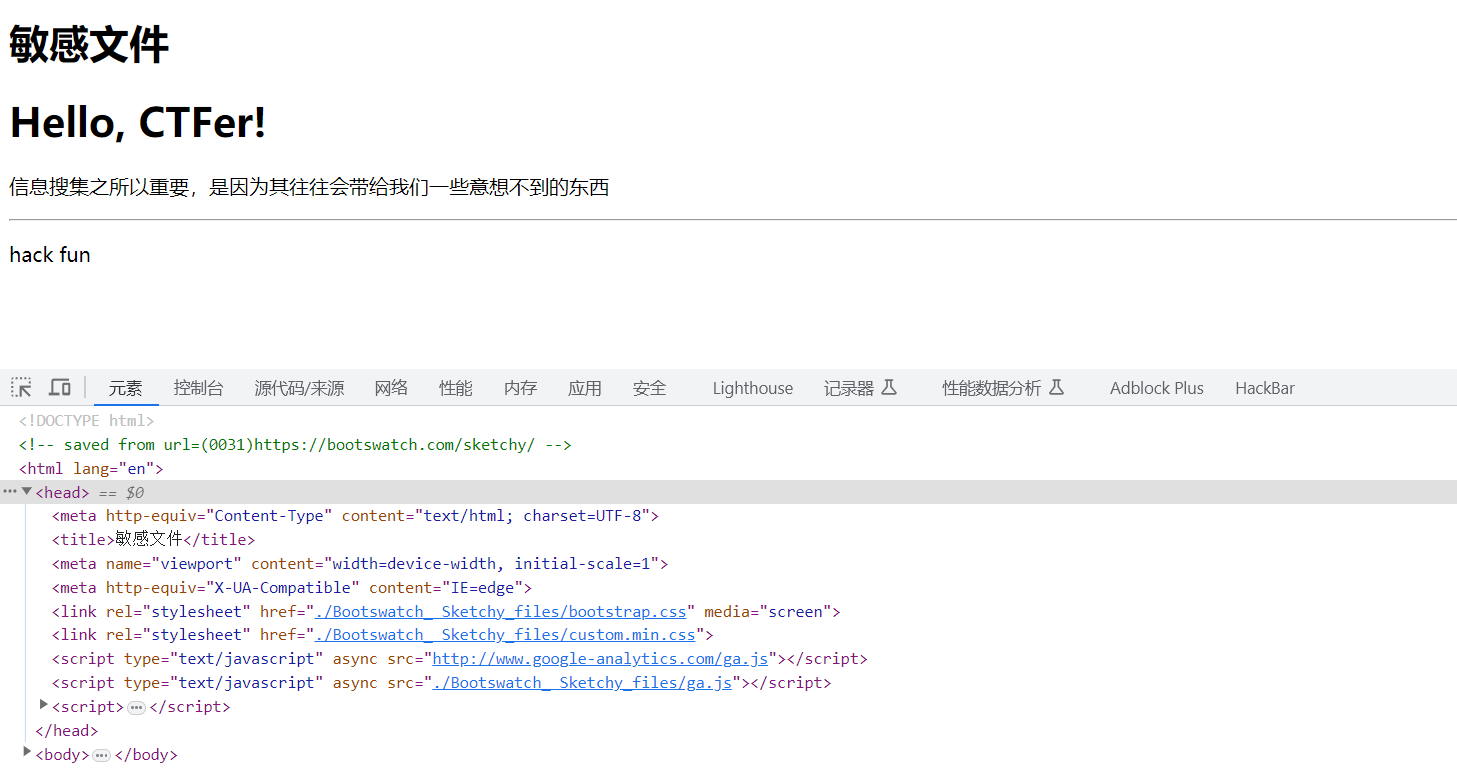 敏感文件
Hello, CTFer!
信息搜集之所以重要，是因为其往往会带给我们一些意想不到的东西
hack fun
元素 控制台 源代码/来源 网络 性能 内存 应用 安全 Lighthouse 记录器 性能数据分析 Adblock Plus HackBar
<!DOCTYPE html>
<!-- saved from url=(0031)https://bootswatch.com/sketchy/ -->
<html lang="en">
<head> == $0
<meta http-equiv="Content-Type" content="text/html; charset=UTF-8">
<title>敏感文件</title>
<meta name="viewport" content="width=device-width, initial-scale=1">
<meta http-equiv="X-UA-Compatible" content="IE=edge">
<link rel="stylesheet" href="./Bootswatch_ Sketchy_files/bootstrap.css" media="screen">
<link rel="stylesheet" href="./Bootswatch_ Sketchy_files/custom.min.css">
<script type="text/javascript" async src="http://www.google-analytics.com/ga.js"></script>
<script type="text/javascript" async src="./Bootswatch_ Sketchy_files/ga.js"></script>
<script>…</script>
</head>
<body>…</body>